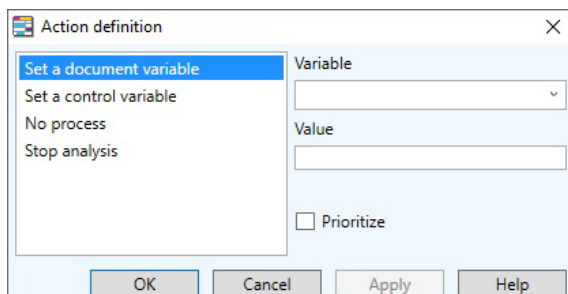 Action definition
Set a document variable
Set a control variable
No process
Stop analysis
Variable
Value
Prioritize
OK
Cancel
Apply
Help